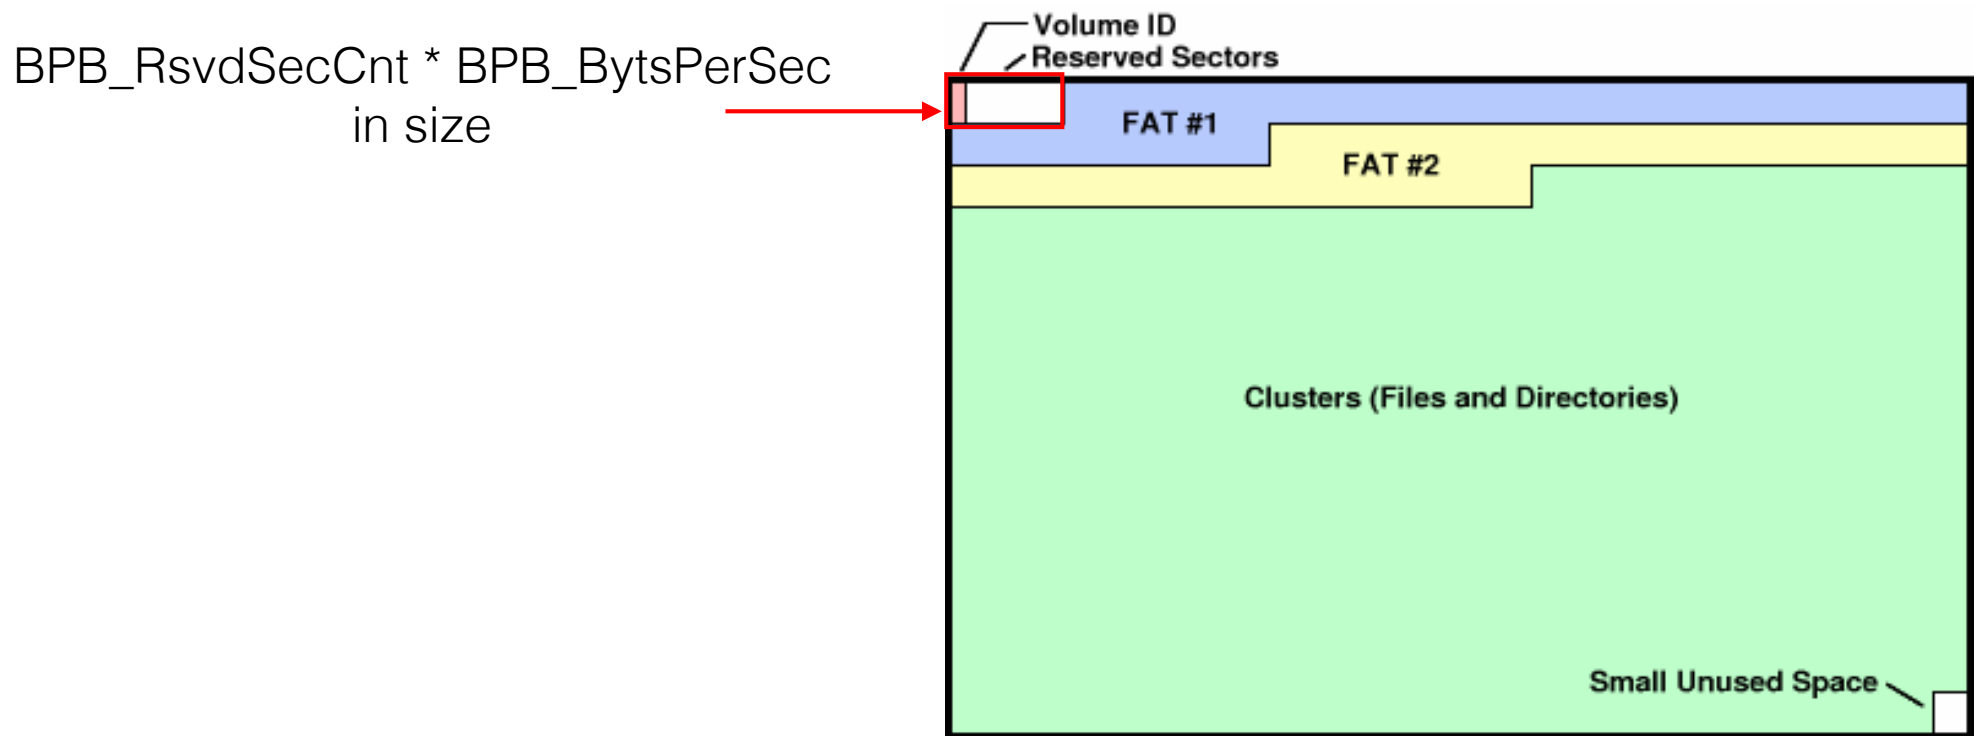 BPB_RsvdSecCnt * BPB_BytsPerSec
in size
Volume ID
Reserved Sectors
FAT #1
FAT #2
Clusters (Files and Directories)
Small Unused Space